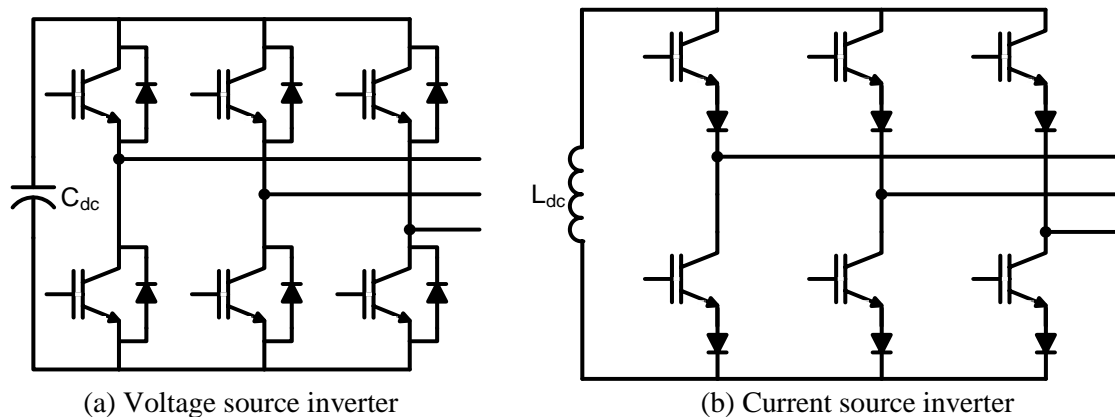 C_dc
L_dc
(a) Voltage source inverter
(b) Current source inverter